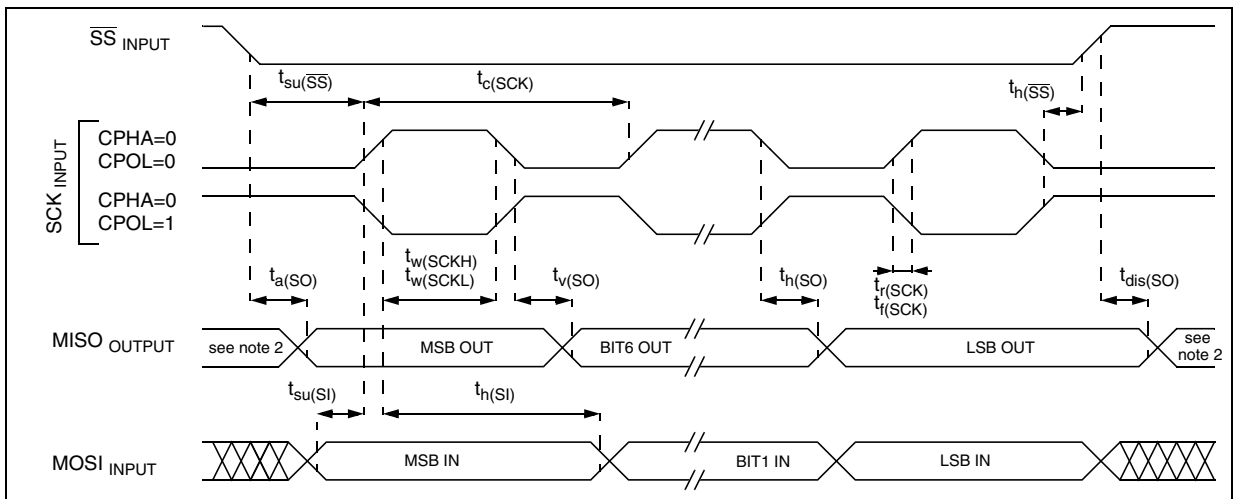 SS INPUT
tsu(SS)
tc(SCK)
th(SS)
SCK INPUT
CPHA=0
CPOL=0
CPHA=0
CPOL=1
ta(SO)
tw(SCKH)
tw(SCKL)
tv(SO)
th(SO)
tr(SCK)
tf(SCK)
tdis(SO)
MISO OUTPUT
see note 2
MSB OUT
BIT6 OUT
LSB OUT
see
note 2
tsu(SI)
th(SI)
MOSI INPUT
MSB IN
BIT1 IN
LSB IN